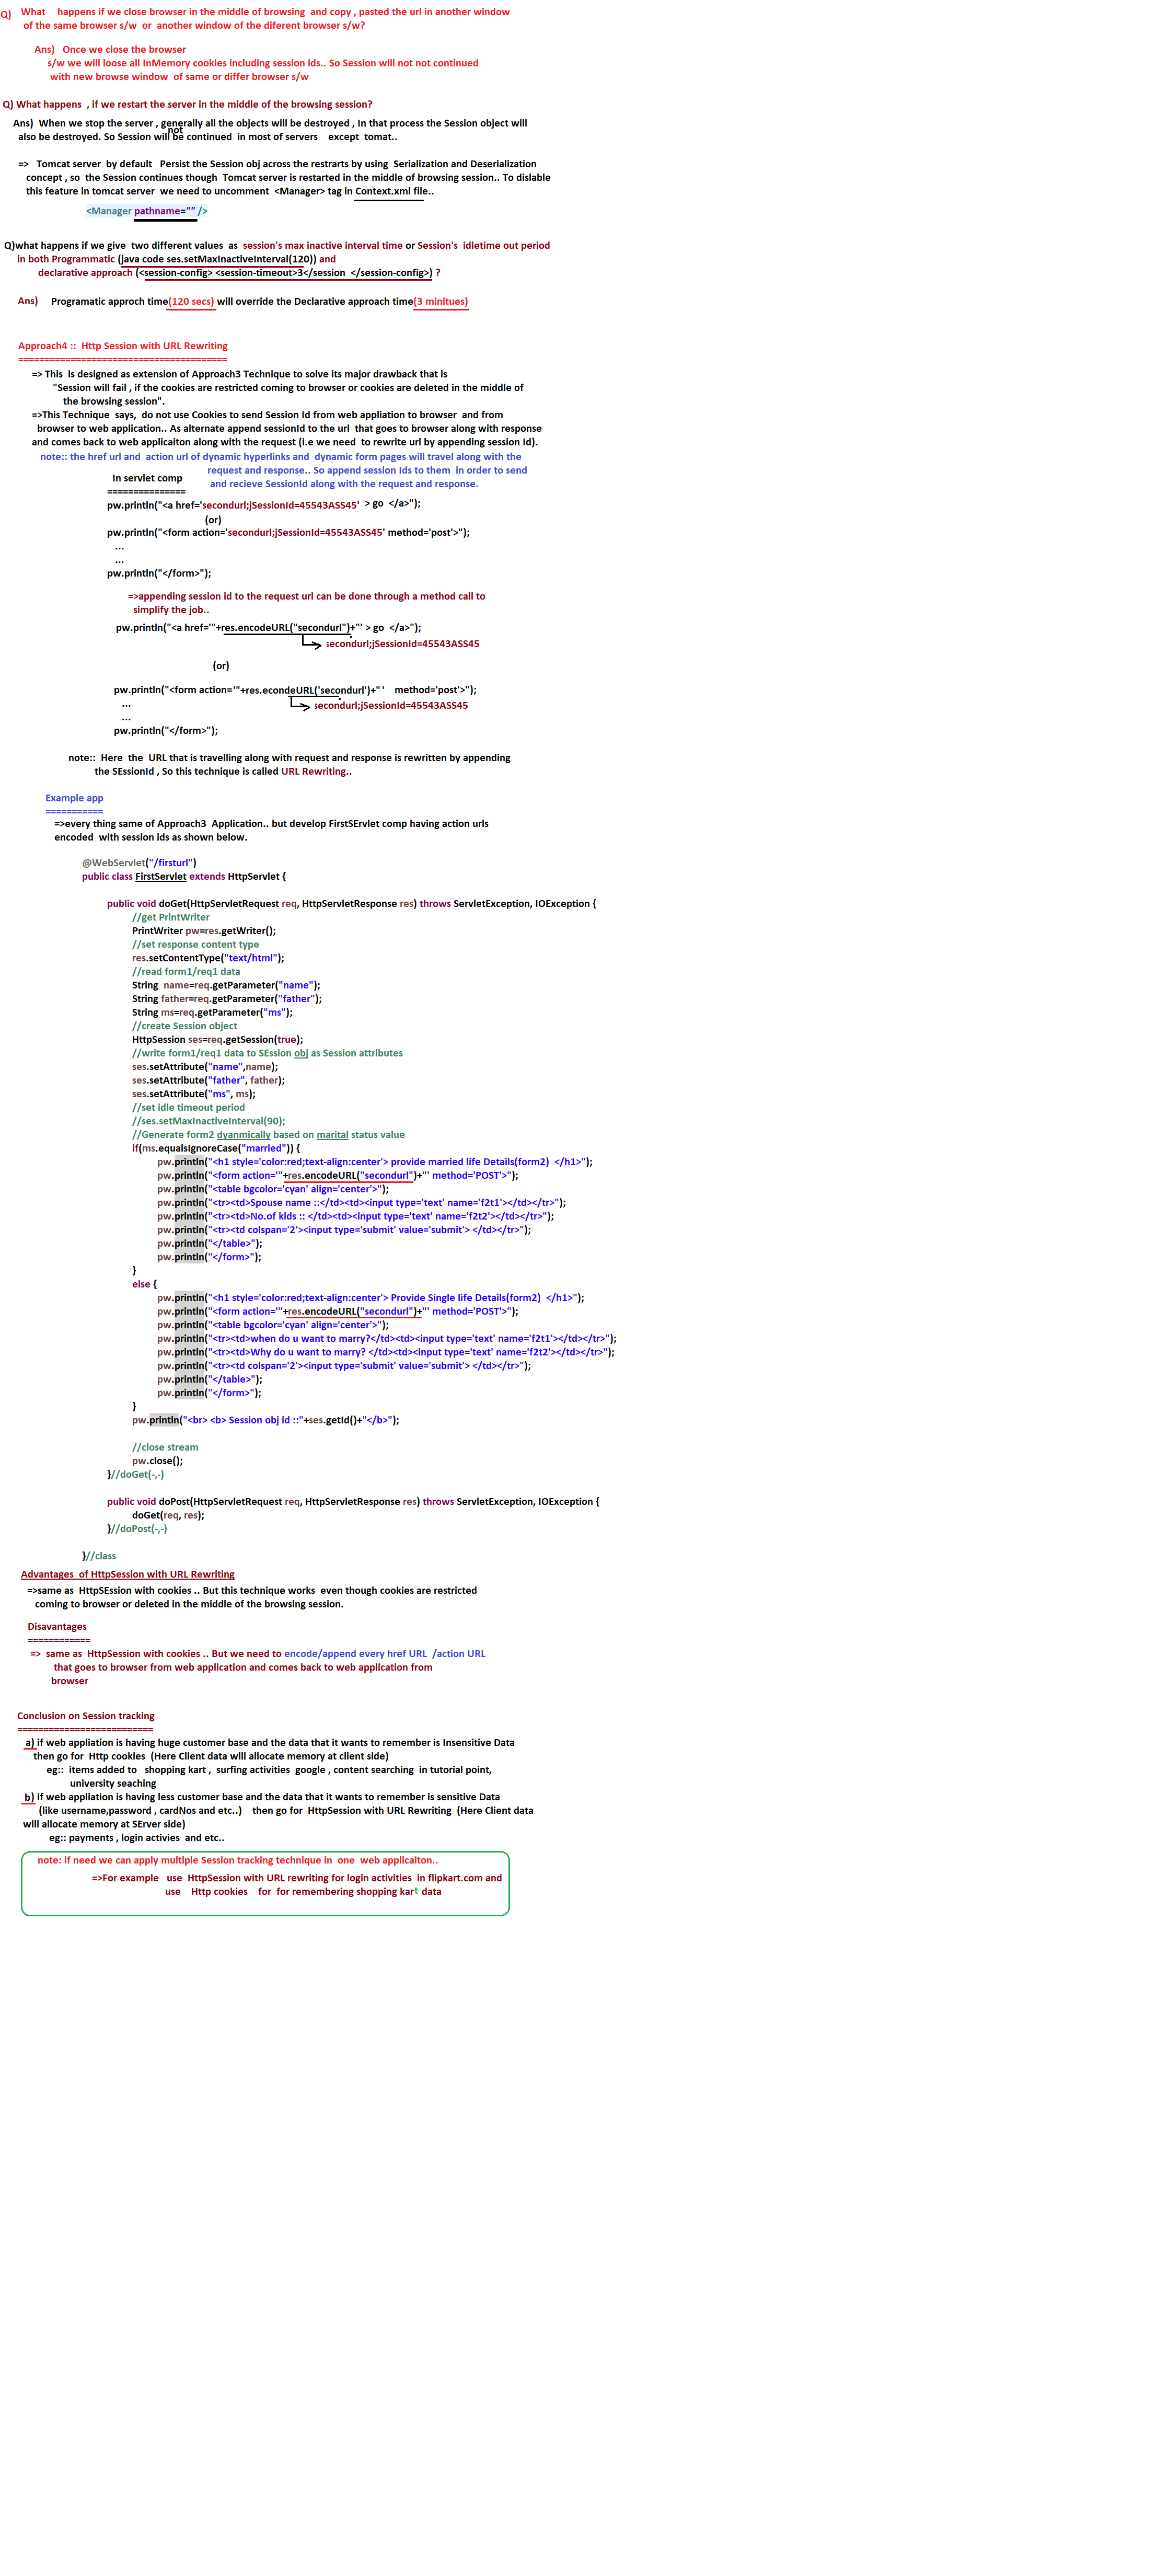 Q) What happens if we close browser in the middle of browsing and copy , pasted the url in another window
of the same browser s/w or another window of the diferent browser s/w?
Ans) Once we close the browser
s/w we will loose all InMemory cookies including session ids.. So Session will not not continued
with new browse window of same or differ browser s/w
Q) What happens , if we restart the server in the middle of the browsing session?
Ans) When we stop the server , generally all the objects will be destroyed , In that process the Session object will
not
also be destroyed. So Session will be continued in most of servers except tomat..
=> Tomcat server by default Persist the Session obj across the restrarts by using Serialization and Deserialization
concept , so the Session continues though Tomcat server is restarted in the middle of browsing session.. To dislable
this feature in tomcat server we need to uncomment <Manager> tag in Context.xml file..
<Manager pathname="" />
Q)what happens if we give two different values as session's max inactive interval time or Session's idletime out period
in both Programmatic (java code ses.setMaxInactiveInterval(120)) and
declarative approach (<session-config> <session-timeout>3</session </session-config>) ?
Ans) Programatic approch time(120 secs) will override the Declarative approach time(3 minitues)
Approach4 :: Http Session with URL Rewriting
========================================
=> This is designed as extension of Approach3 Technique to solve its major drawback that is
"Session will fail , if the cookies are restricted coming to browser or cookies are deleted in the middle of
the browsing session".
=>This Technique says, do not use Cookies to send Session Id from web appliation to browser and from
browser to web application.. As alternate append sessionId to the url that goes to browser along with response
and comes back to web applicaiton along with the request (i.e we need to rewrite url by appending session Id).
note:: the href url and action url of dynamic hyperlinks and dynamic form pages will travel along with the
request and response.. So append session Ids to them in order to send
and recieve SessionId along with the request and response.
In servlet comp
===============
pw.println("<a href='secondurl;jSessionId=45543ASS45' > go </a>");
(or)
pw.println("<form action='secondurl;jSessionId=45543ASS45' method='post'>");
...
...
pw.println("</form>");
=>appending session id to the request url can be done through a method call to
simplify the job..
pw.println("<a href='"+res.encodeURL("secondurl")+"' > go </a>");
secondurl;jSessionId=45543ASS45
(or)
pw.println("<form action='"+res.econdeURL('secondurl')+"' method='post'>");
secondurl;jSessionId=45543ASS45
...
...
pw.println("</form>");
note:: Here the URL that is travelling along with request and response is rewritten by appending
the SEssionId , So this technique is called URL Rewriting..
Example app
===========
=>every thing same of Approach3 Application.. but develop FirstSErvlet comp having action urls
encoded with session ids as shown below.
@WebServlet("/firsturl")
public class FirstServlet extends HttpServlet {
public void doGet(HttpServletRequest req, HttpServletResponse res) throws ServletException, IOException {
//get PrintWriter
PrintWriter pw=res.getWriter();
//set response content type
res.setContentType("text/html");
//read form1/req1 data
String name=req.getParameter("name");
String father=req.getParameter("father");
String ms=req.getParameter("ms");
//create Session object
HttpSession ses=req.getSession(true);
//write form1/req1 data to SEssion obj as Session attributes
ses.setAttribute("name",name);
ses.setAttribute("father", father);
ses.setAttribute("ms", ms);
//set idle timeout period
//ses.setMaxInactiveInterval(90);
//Generate form2 dyanmically based on marital status value
if(ms.equalsIgnoreCase("married")) {
pw.println("<h1 style='color:red;text-align:center'> provide married life Details(form2) </h1>");
pw.println("<form action='"+res.encodeURL("secondurl")+"' method='POST'>");
pw.println("<table bgcolor='cyan' align='center'>");
pw.println("<tr><td>Spouse name ::</td><td><input type='text' name='f2t1'></td></tr>");
pw.println("<tr><td>No.of kids :: </td><td><input type='text' name='f2t2'></td></tr>");
pw.println("<tr><td colspan='2'><input type='submit' value='submit'> </td></tr>");
pw.println("</table>");
pw.println("</form>");
}
else {
pw.println("<h1 style='color:red;text-align:center'> Provide Single life Details(form2) </h1>");
pw.println("<form action='"+res.encodeURL("secondurl")+"' method='POST'>");
pw.println("<table bgcolor='cyan' align='center'>");
pw.println("<tr><td>when do u want to marry?</td><td><input type='text' name='f2t1'></td></tr>");
pw.println("<tr><td>Why do u want to marry? </td><td><input type='text' name='f2t2'></td></tr>");
pw.println("<tr><td colspan='2'><input type='submit' value='submit'> </td></tr>");
pw.println("</table>");
pw.println("</form>");
}
pw.println("<br> <b> Session obj id ::"+ses.getId()+"</b>");
//close stream
pw.close();
}//doGet(-,-)
public void doPost(HttpServletRequest req, HttpServletResponse res) throws ServletException, IOException {
doGet(req, res);
}//doPost(-,-)
}//class
Advantages of HttpSession with URL Rewriting
=>same as HttpSEssion with cookies .. But this technique works even though cookies are restricted
coming to browser or deleted in the middle of the browsing session.
Disavantages
============
=> same as HttpSession with cookies .. But we need to encode/append every href URL /action URL
that goes to browser from web application and comes back to web application from
browser
Conclusion on Session tracking
==========================
a) if web appliation is having huge customer base and the data that it wants to remember is Insensitive Data
then go for Http cookies (Here Client data will allocate memory at client side)
eg:: items added to shopping kart , surfing activities google , content searching in tutorial point,
university seaching
b) if web appliation is having less customer base and the data that it wants to remember is sensitive Data
(like username,password , cardNos and etc..) then go for HttpSession with URL Rewriting (Here Client data
will allocate memory at SErver side)
eg:: payments , login activies and etc..
note: if need we can apply multiple Session tracking technique in one web applicaiton..
=>For example use HttpSession with URL rewriting for login activities in flipkart.com and
use Http cookies for for remembering shopping kart data